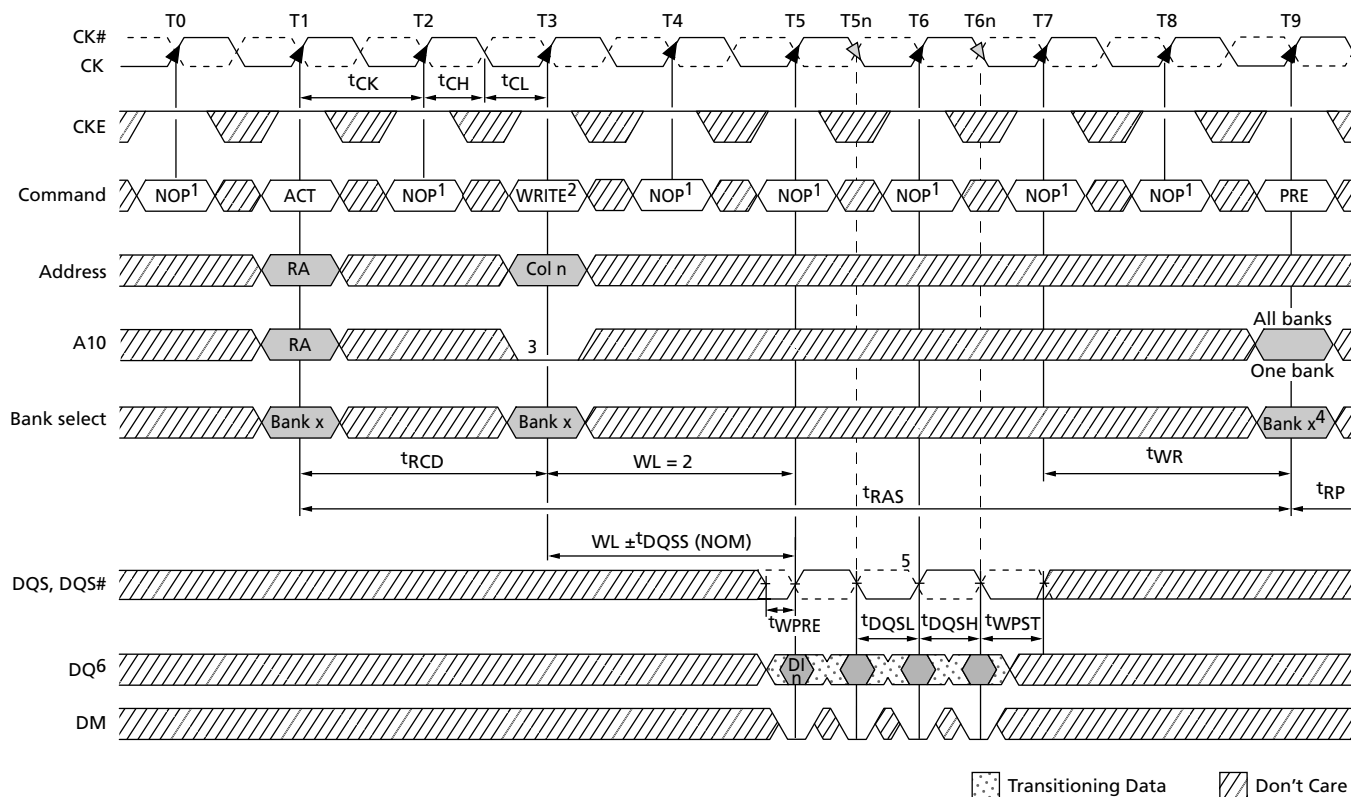 T0 T1 T2 T3 T4 T5 T5n T6 T6n T7 T8 T9
CK#
CK
tCK tCH tCL
CKE
Command NOP1 ACT NOP1 WRITE2 NOP1 NOP1 NOP1 NOP1 NOP1 PRE
Address RA Col n
All banks
A10 RA 3
One bank
Bank select Bank x Bank x Bank x4
tRCD WL = 2 tWR
tRAS tRP
WL ±tDQSS (NOM)
5
DQS, DQS#
tWPRE tDQSL tDQSH tWPST
DQ6 DI
n
DM
Transitioning Data Don't Care